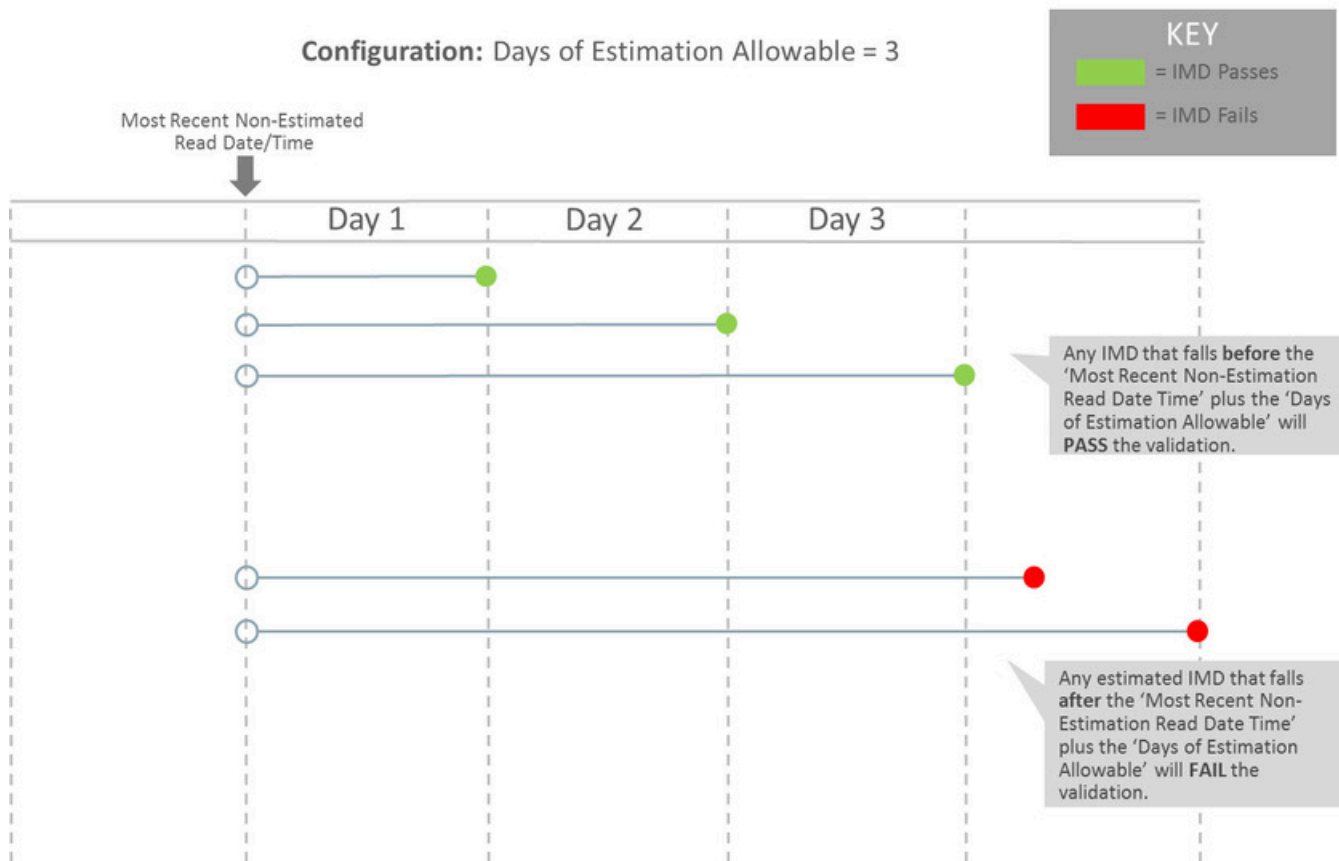 Configuration: Days of Estimation Allowable = 3
KEY
= IMD Passes
= IMD Fails
Most Recent Non-Estimated
Read Date/Time
Day 1
Day 2
Day 3
Any IMD that falls before the
‘Most Recent Non-Estimation
Read Date Time’ plus the ‘Days
of Estimation Allowable’ will
PASS the validation.
Any estimated IMD that falls
after the ‘Most Recent Non-
Estimation Read Date Time’
plus the ‘Days of Estimation
Allowable’ will FAIL the
validation.